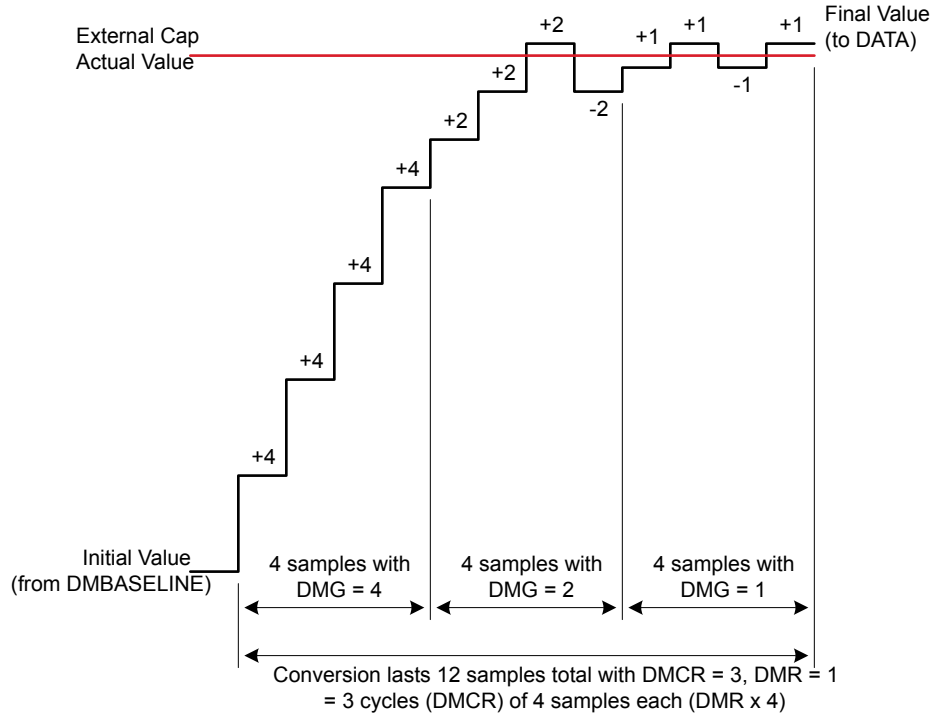 External Cap
Actual Value
Final Value
(to DATA)
+2
+1
+1
+1
+2
-1
-2
+2
+4
+4
+4
+4
Initial Value
(from DMBASELINE)
4 samples with
DMG = 4
4 samples with
DMG = 2
4 samples with
DMG = 1
Conversion lasts 12 samples total with DMCR = 3, DMR = 1
= 3 cycles (DMCR) of 4 samples each (DMR x 4)